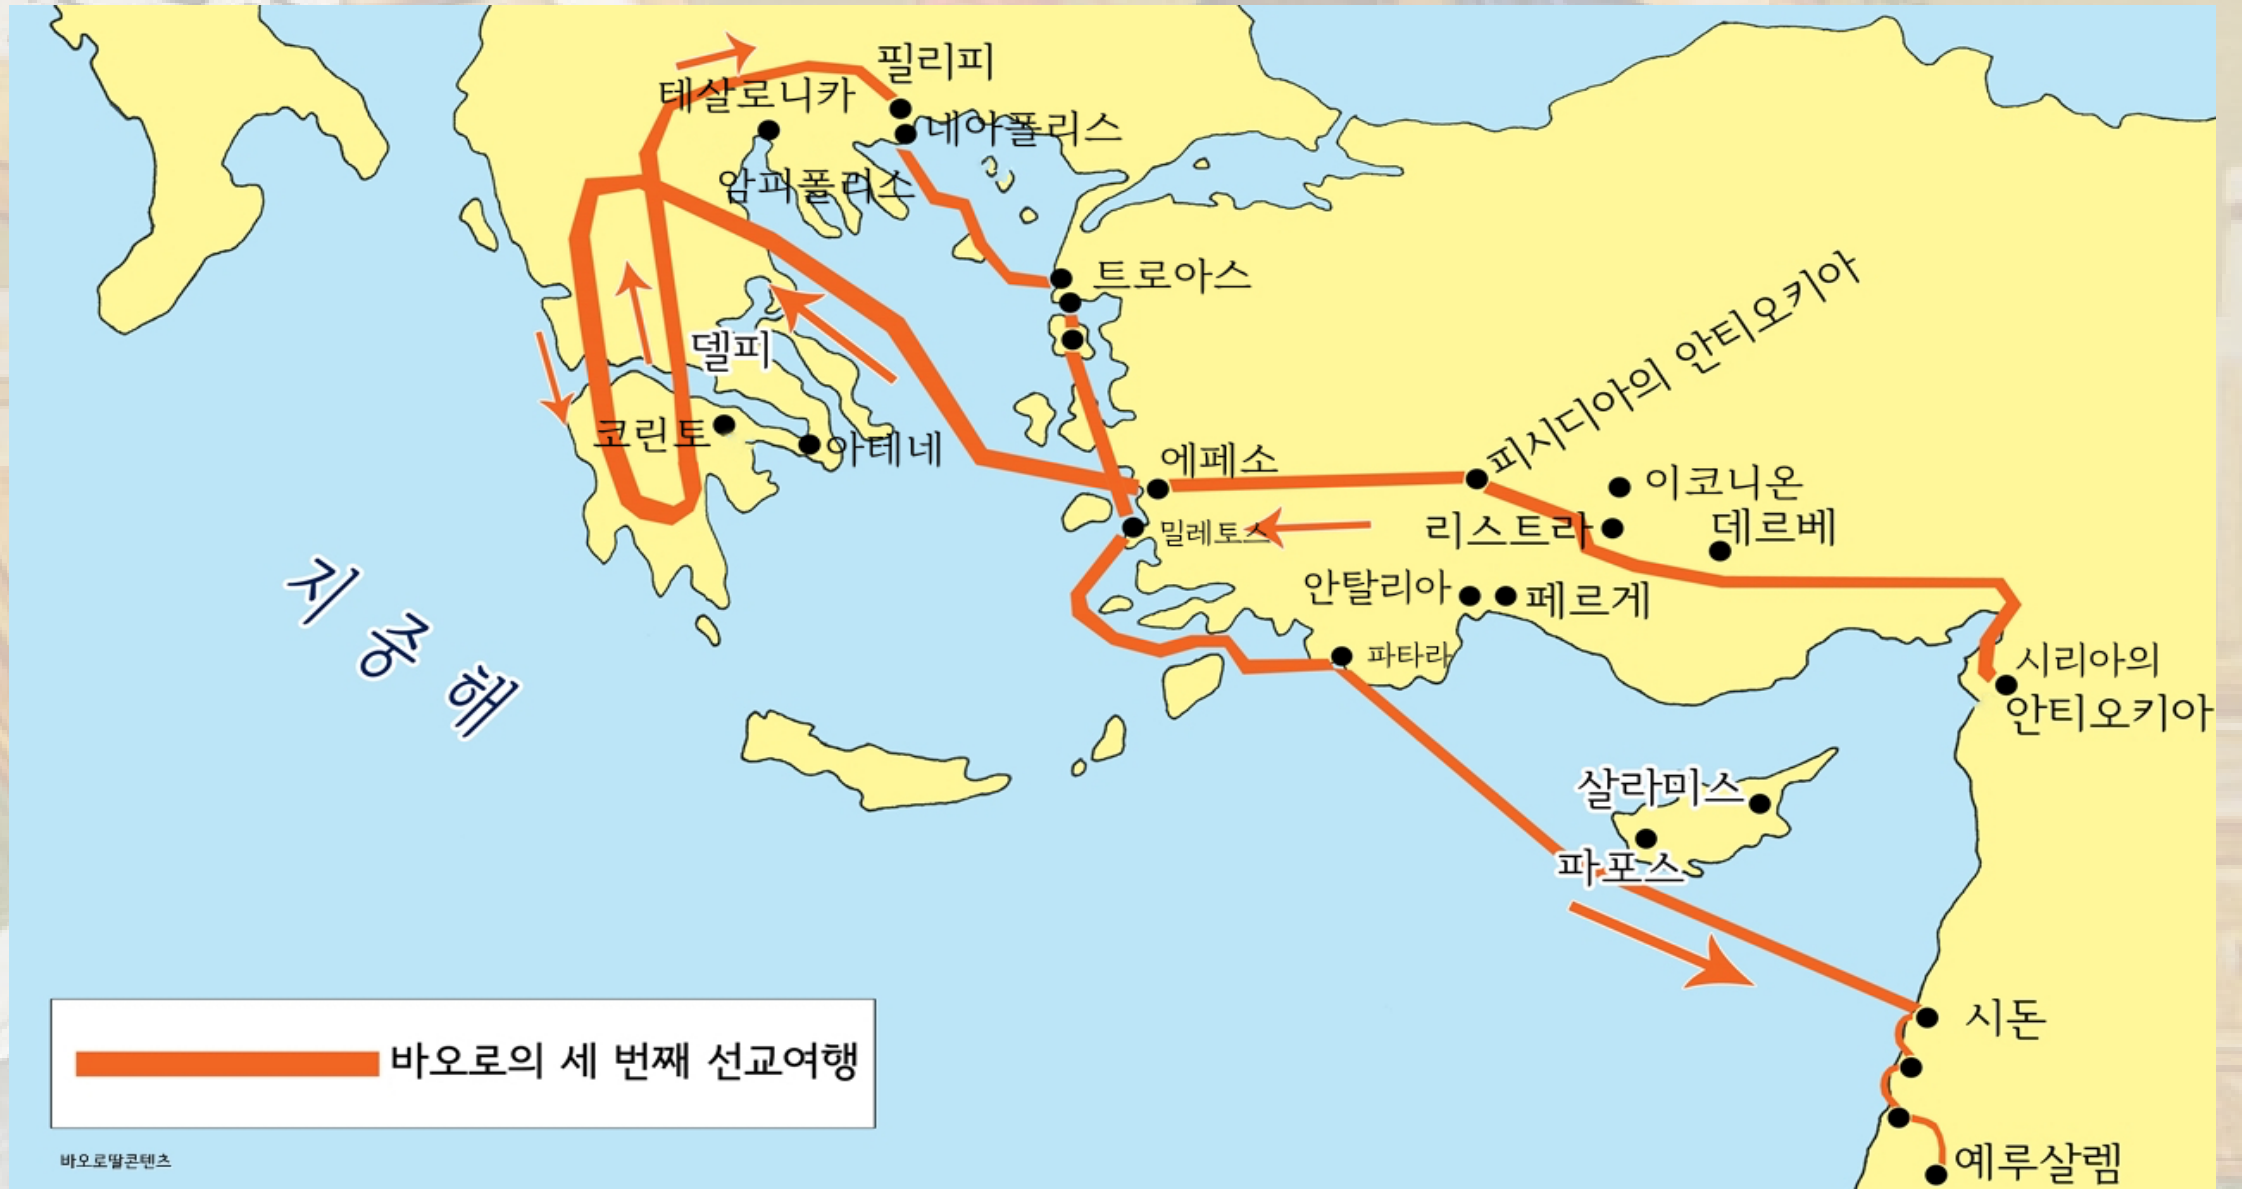 필리피
테살로니카
네아폴리스
암피폴리스
트로아스
피시디아의 안티오키아
델피
코린토
아테네
에페소
이코니온
밀레토스
리스트라
데르베
안탈리아
페르게
파타라
시리아의
안티오키아
지중해
살라미스
파포스
시돈
바오로의 세 번째 선교여행
예루살렘
바오로딸콘텐츠